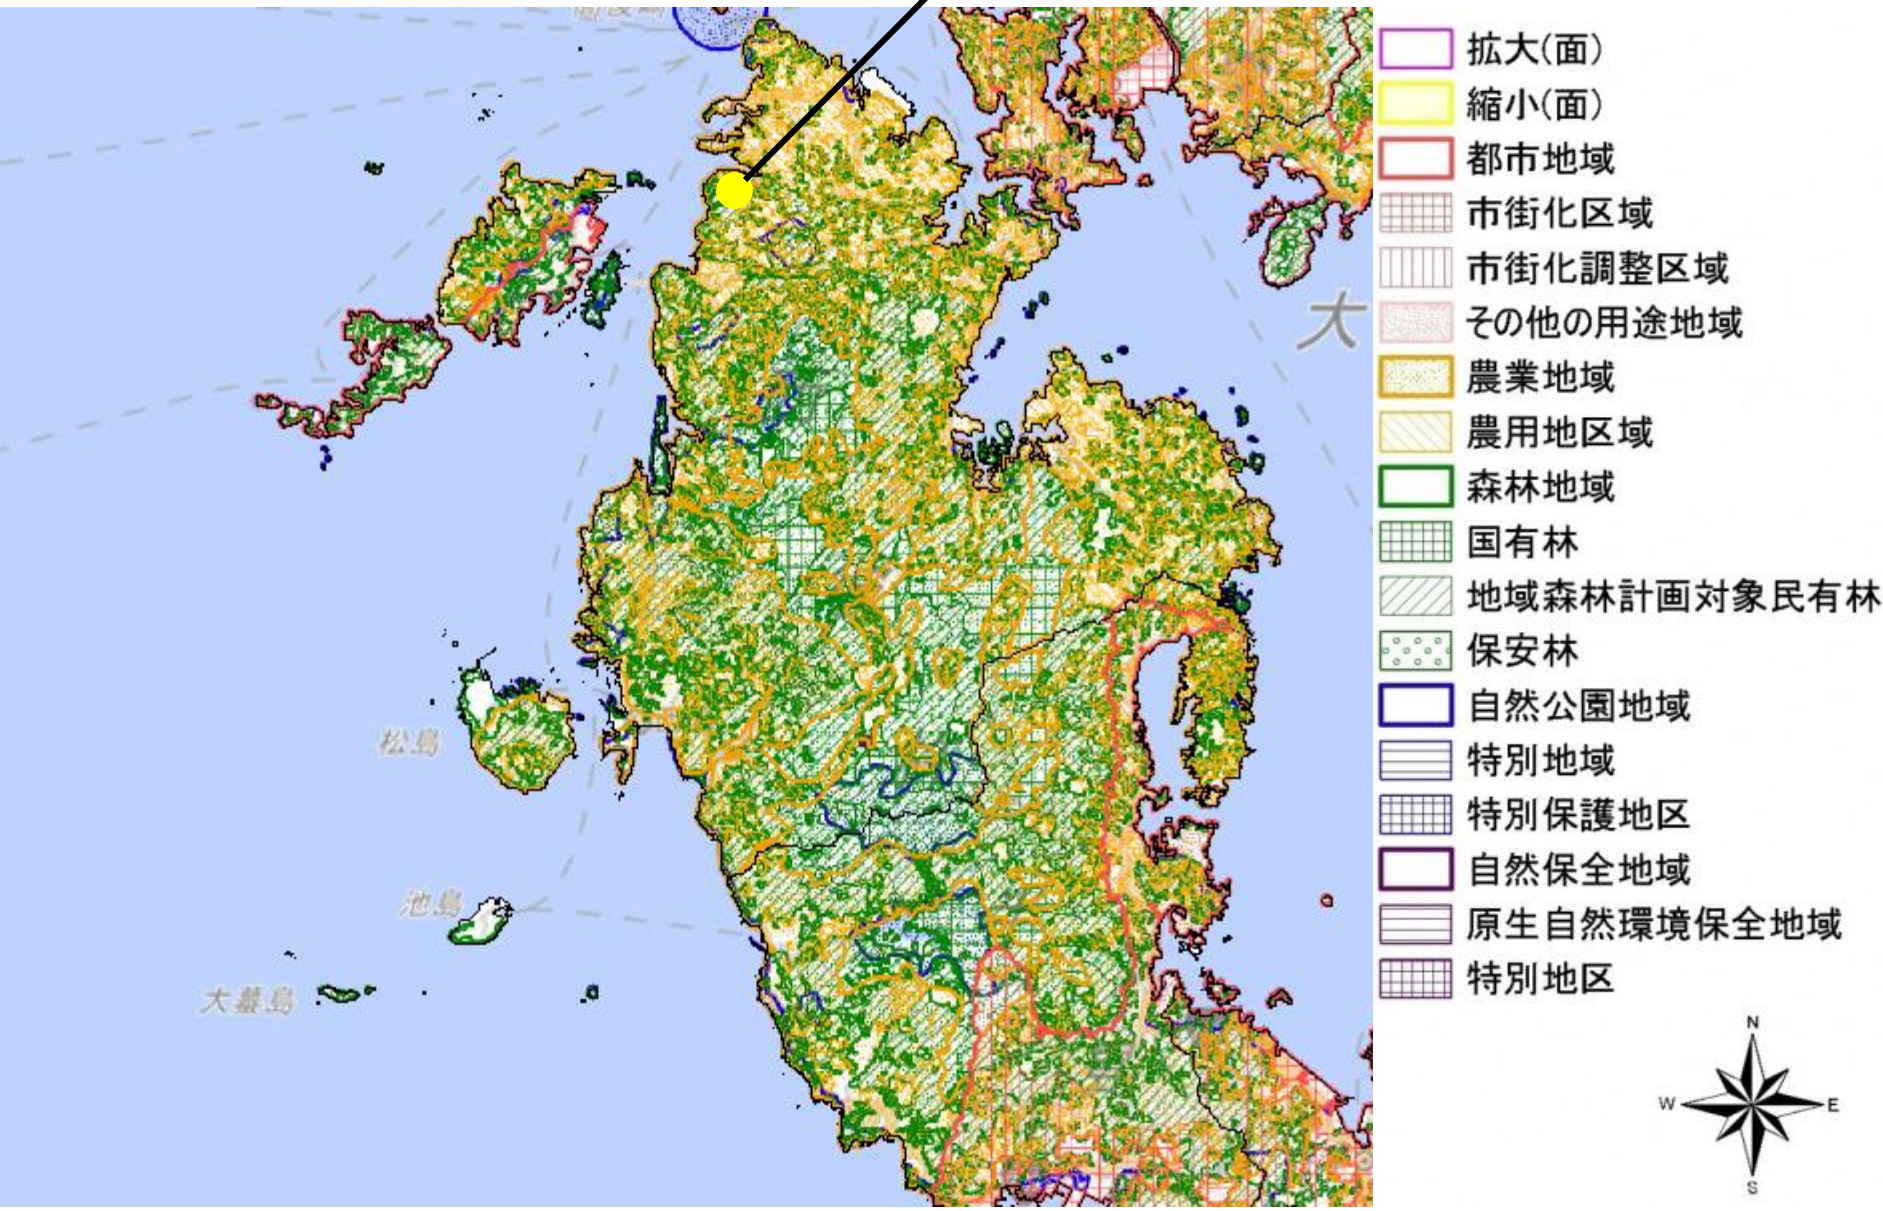 大
松島
池島
大蟇島
拡大(面)
縮小(面)
都市地域
市街化区域
市街化調整区域
その他の用途地域
農業地域
農用地区域
森林地域
国有林
地域森林計画対象民有林
保安林
自然公園地域
特別地域
特別保護地区
自然保全地域
原生自然環境保全地域
特別地区
N
W
E
S